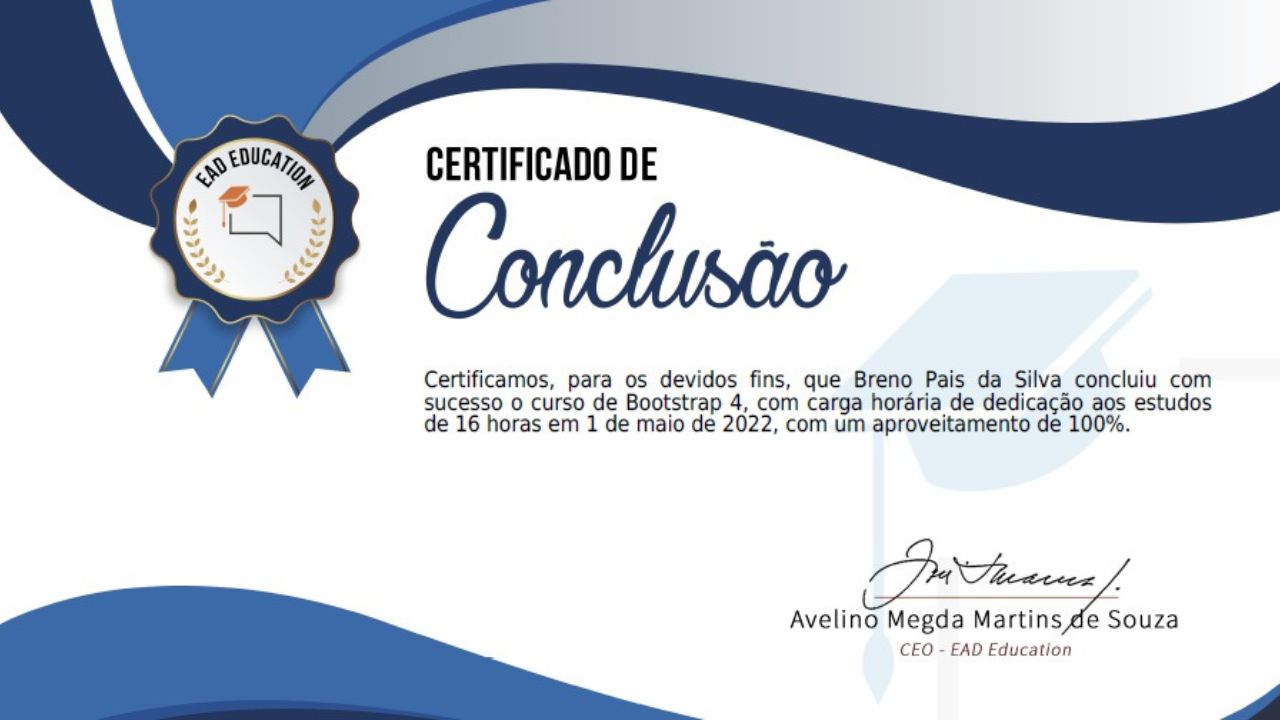 EAD EDUCATION
CERTIFICADO DE
Conclusão
Certificamos, para os devidos fins, que Breno Pais da Silva concluiu com
sucesso o curso de Bootstrap 4, com carga horária de dedicação aos estudos
de 16 horas em 1 de maio de 2022, com um aproveitamento de 100%.
Avelino Megda Martins de Souza
CEO - EAD Education